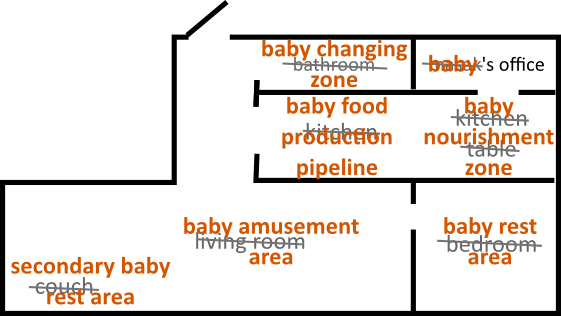 baby changing
bathroom
zone
baby 's office
baby food
kitchen
production
pipeline
baby
kitchen
nourishment
table
zone
baby amusement
living room
area
baby rest
bedroom
area
secondary baby
couch
rest area